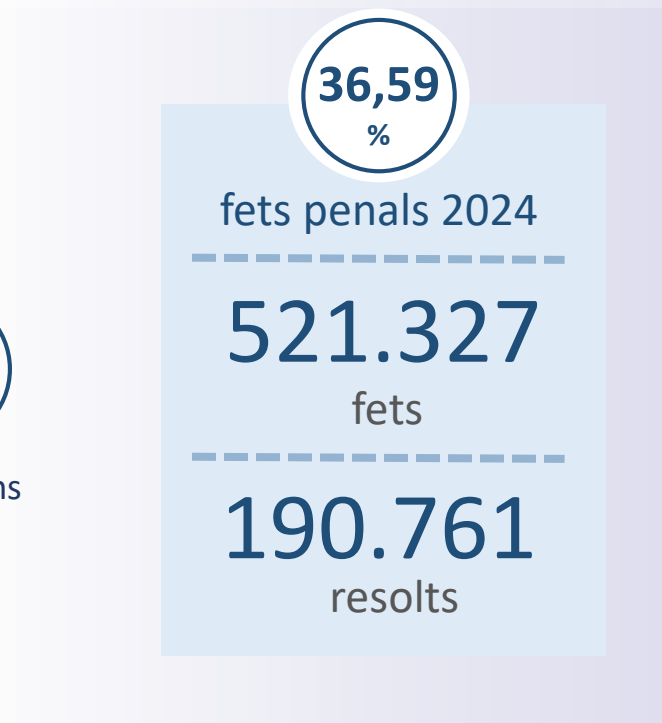 36,59
%
fets penals 2024
521.327
fets
190.761
resolts